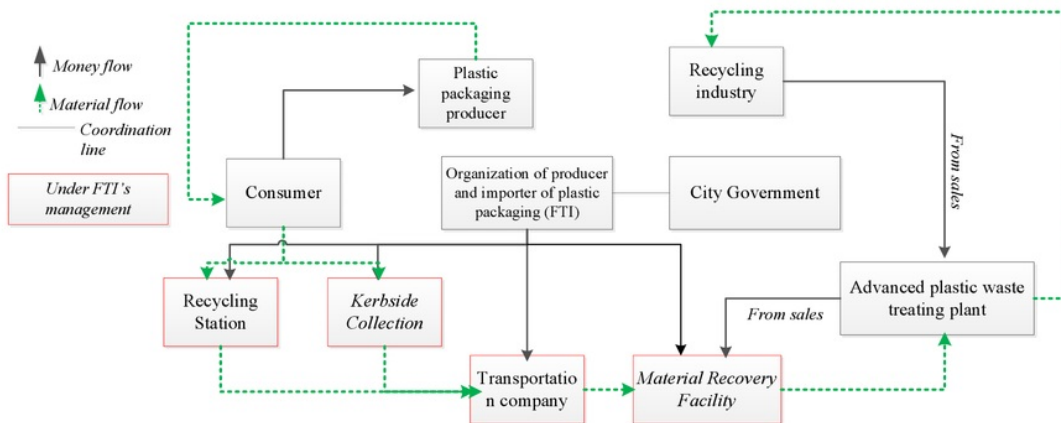 Money flow
Material flow
Coordination
line
Under FTI's
management
Plastic
packaging
producer
Recycling
industry
Consumer
Organization of producer
and importer of plastic
packaging (FTI)
City Government
From sales
Recycling
Station
Kerbside
Collection
From sales
Advanced plastic waste
treating plant
Transportatio
n company
Material Recovery
Facility